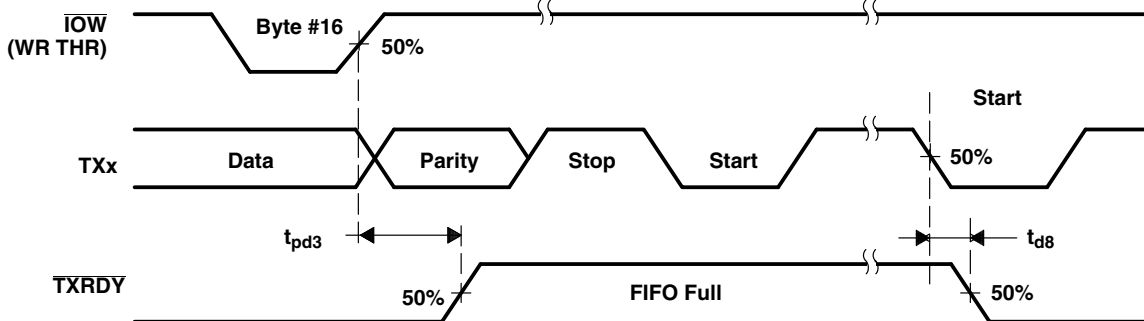 IOW
(WR THR)
Byte #16
50%
Start
TXx
Data
Parity
Stop
Start
50%
tpd3
td8
TXRDY
50%
FIFO Full
50%